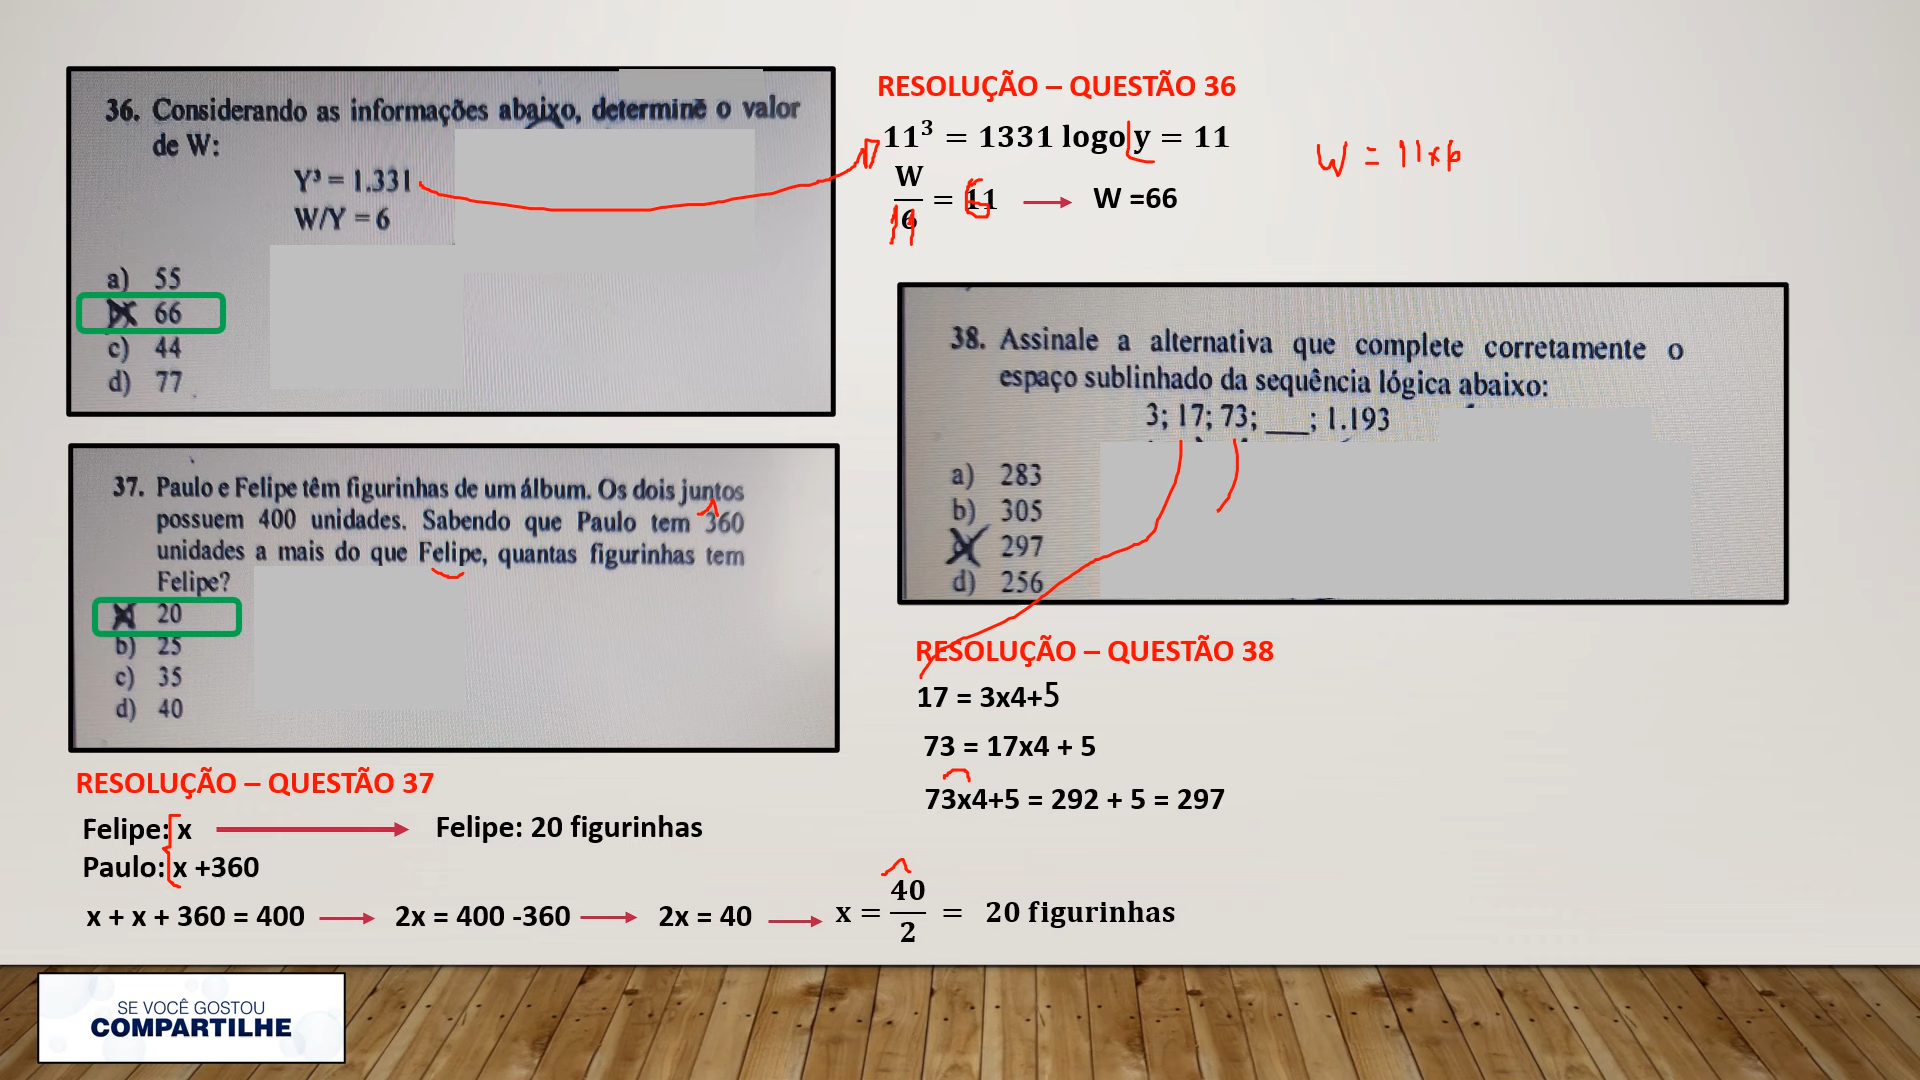 36. Considerando as informações abaixo, determine o valor
de W:
Y³ = 1.331
W/Y = 6
a) 55
b) 66
c) 44
d) 77
37. Paulo e Felipe têm figurinhas de um álbum. Os dois juntos
possuem 400 unidades. Sabendo que Paulo tem 360
unidades a mais do que Felipe, quantas figurinhas tem
Felipe?
a) 20
b) 25
c) 35
d) 40
RESOLUÇÃO – QUESTÃO 37
Felipe: x Felipe: 20 figurinhas
Paulo: x +360
x + x + 360 = 400 2x = 400 -360 2x = 40 x = 40/2 = 20 figurinhas
RESOLUÇÃO – QUESTÃO 36
11³ = 1331 logo y = 11
W/6 = 11 W =66
W = 11x6
11
6
38. Assinale a alternativa que complete corretamente o
espaço sublinhado da sequência lógica abaixo:
3; 17; 73; ___; 1.193
a) 283
b) 305
c) 297
d) 256
RESOLUÇÃO – QUESTÃO 38
17 = 3x4+5
73 = 17x4 + 5
73x4+5 = 292 + 5 = 297
SE VOCÊ GOSTOU
COMPARTILHE